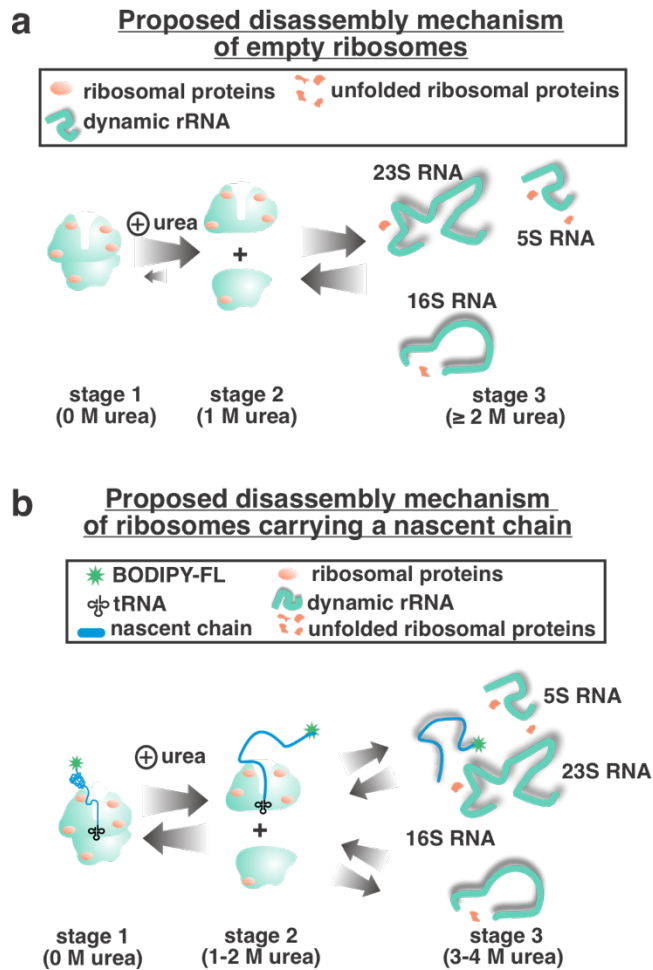 a
Proposed disassembly mechanism
of empty ribosomes
ribosomal proteins
unfolded ribosomal proteins
dynamic rRNA
23S RNA
5S RNA
+ urea
+
16S RNA
stage 1
(0 M urea)
stage 2
(1 M urea)
stage 3
(≥ 2 M urea)
b
Proposed disassembly mechanism
of ribosomes carrying a nascent chain
BODIPY-FL
ribosomal proteins
tRNA
dynamic rRNA
nascent chain
unfolded ribosomal proteins
5S RNA
+ urea
23S RNA
+
16S RNA
stage 1
(0 M urea)
stage 2
(1-2 M urea)
stage 3
(3-4 M urea)